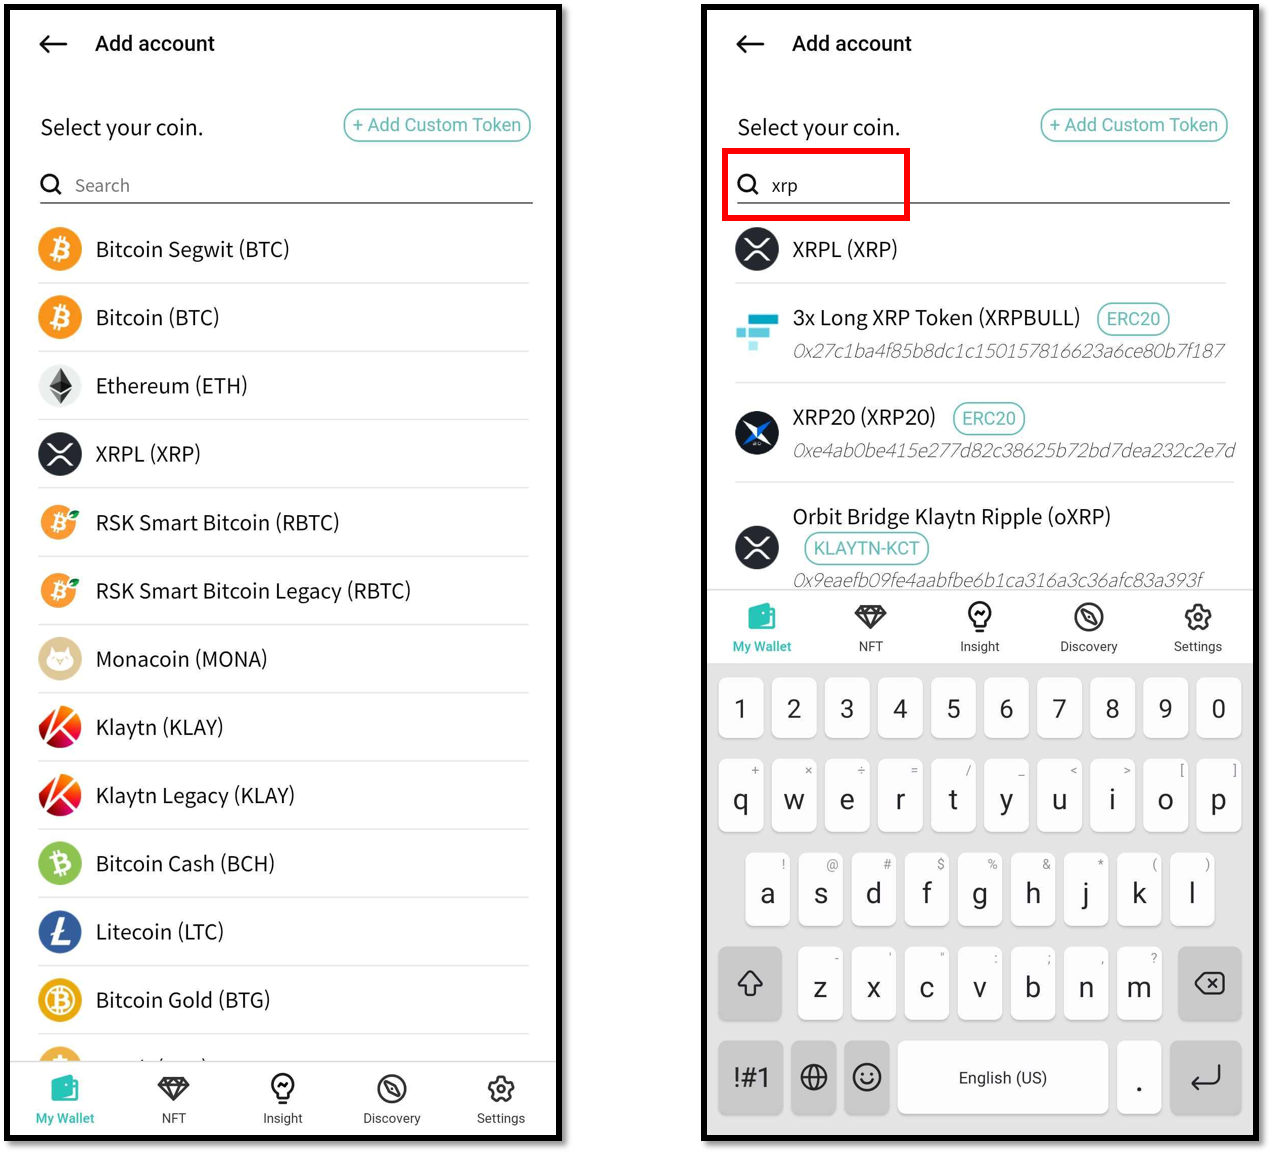 Add account
Select your coin.
+ Add Custom Token
Search
Bitcoin Segwit (BTC)
Bitcoin (BTC)
Ethereum (ETH)
XRPL (XRP)
RSK Smart Bitcoin (RBTC)
RSK Smart Bitcoin Legacy (RBTC)
Monacoin (MONA)
Klaytn (KLAY)
Klaytn Legacy (KLAY)
Bitcoin Cash (BCH)
Litecoin (LTC)
Bitcoin Gold (BTG)
My Wallet
NFT
Insight
Discovery
Settings
Add account
Select your coin.
+ Add Custom Token
xrp
XRPL (XRP)
3x Long XRP Token (XRPBULL) ERC20
0x27c1ba4f85b8dc1c150157816623a6ce80b7f187
XRP20 (XRP20) ERC20
0xe4ab0be415e277d82c38625b72bd7dea232c2e7d
Orbit Bridge Klaytn Ripple (oXRP)
KLAYTN-KCT
0x9eaefb09fe4aabfbe6b1ca316a3c36afc83a393f
My Wallet
NFT
Insight
Discovery
Settings
1 2 3 4 5 6 7 8 9 0
+ × ÷ = / _ < > [ ]
q w e r t y u i o p
! @ # $ % & * ( )
a s d f g h j k l
- ' " : ; , ?
z x c v b n m
!#1 English (US) .